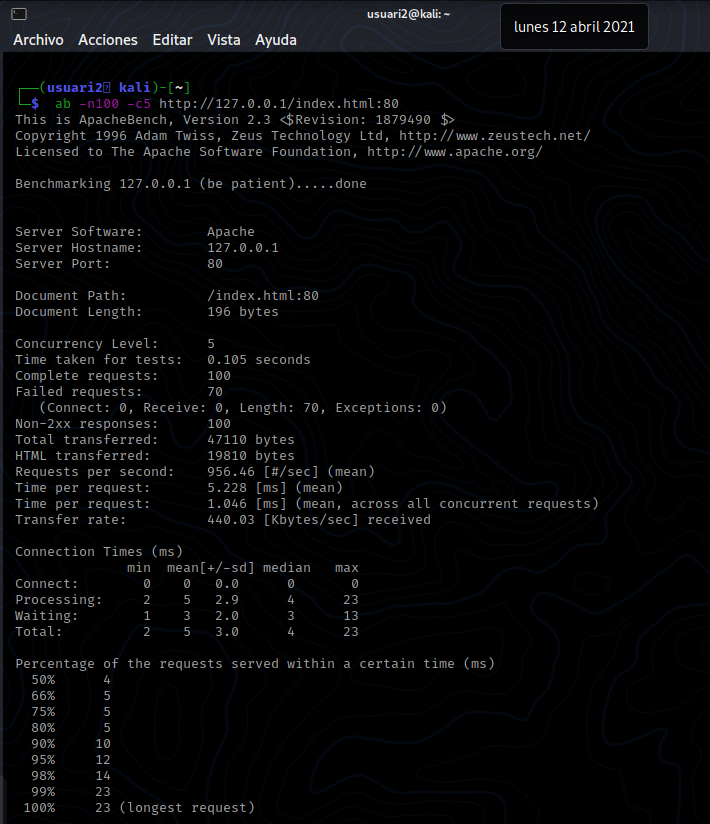 usuari2@kali: ~
lunes 12 abril 2021
Archivo Acciones Editar Vista Ayuda
┌──(usuari2㉿ kali)-[~]
└─$ ab -n100 -c5 http://127.0.0.1/index.html:80
This is ApacheBench, Version 2.3 <$Revision: 1879490 $>
Copyright 1996 Adam Twiss, Zeus Technology Ltd, http://www.zeustech.net/
Licensed to The Apache Software Foundation, http://www.apache.org/
Benchmarking 127.0.0.1 (be patient).....done
Server Software:        Apache
Server Hostname:        127.0.0.1
Server Port:            80
Document Path:          /index.html:80
Document Length:        196 bytes
Concurrency Level:      5
Time taken for tests:   0.105 seconds
Complete requests:      100
Failed requests:        70
   (Connect: 0, Receive: 0, Length: 70, Exceptions: 0)
Non-2xx responses:      100
Total transferred:      47110 bytes
HTML transferred:       19810 bytes
Requests per second:    956.46 [#/sec] (mean)
Time per request:       5.228 [ms] (mean)
Time per request:       1.046 [ms] (mean, across all concurrent requests)
Transfer rate:          440.03 [Kbytes/sec] received
Connection Times (ms)
              min  mean[+/-sd] median   max
Connect:        0    0   0.0      0       0
Processing:     2    5   2.9      4      23
Waiting:        1    3   2.0      3      13
Total:          2    5   3.0      4      23
Percentage of the requests served within a certain time (ms)
  50%      4
  66%      5
  75%      5
  80%      5
  90%     10
  95%     12
  98%     14
  99%     23
 100%     23 (longest request)